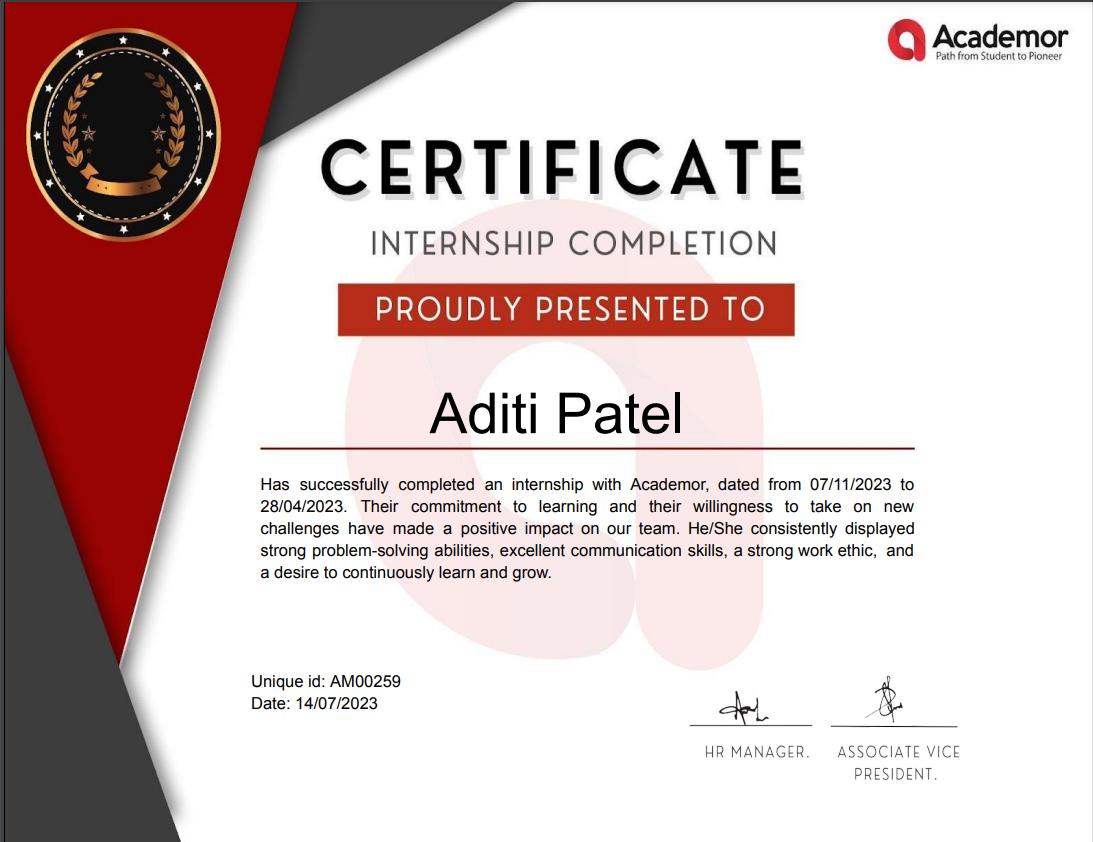 Academor
Path from Student to Pioneer
CERTIFICATE
INTERNSHIP COMPLETION
PROUDLY PRESENTED TO
Aditi Patel
Has successfully completed an internship with Academor, dated from 07/11/2023 to
28/04/2023. Their commitment to learning and their willingness to take on new
challenges have made a positive impact on our team. He/She consistently displayed
strong problem-solving abilities, excellent communication skills, a strong work ethic, and
a desire to continuously learn and grow.
Unique id: AM00259
Date: 14/07/2023
HR MANAGER.
ASSOCIATE VICE
PRESIDENT.